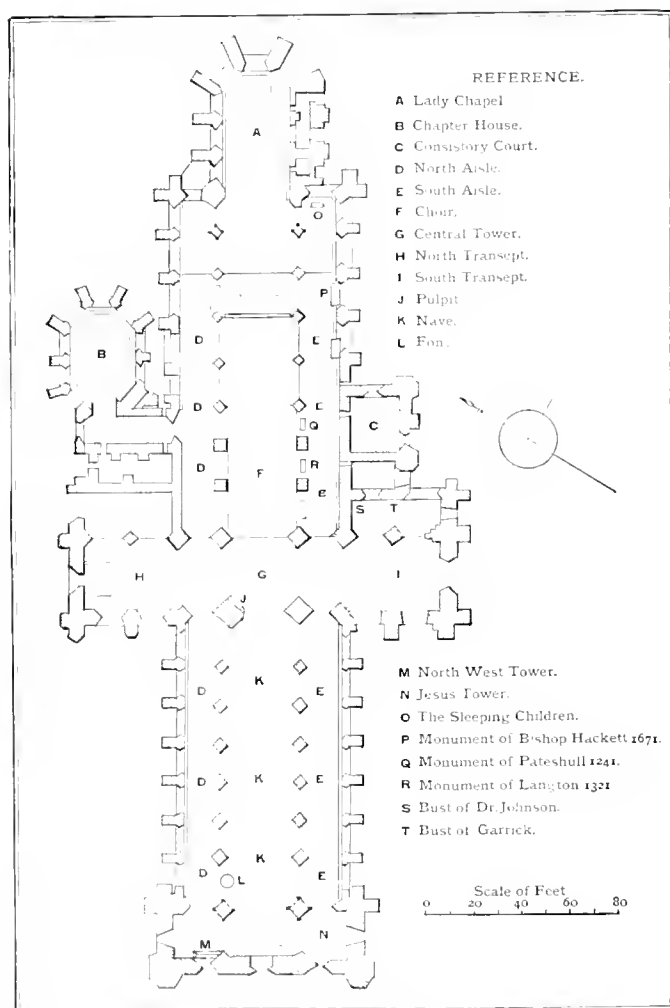 REFERENCE.
A Lady Chapel
B Chapter House.
C Consistory Court.
D North Aisle.
E South Aisle.
F Choir.
G Central Tower.
H North Transept.
I South Transept.
J Pulpit
K Nave.
L Fon.
A
O
P
D
E
B
D
E
C
Q
D
F
R
E
S
T
H
G
I
J
K
D
E
D
K
E
K
D
L
E
M
N
M North West Tower.
N Jesus Tower.
O The Sleeping Children.
P Monument of Bishop Hackett 1671.
Q Monument of Pateshull 1241.
R Monument of Langton 1321
S Bust of Dr. Johnson.
T Bust of Garrick.
Scale of Feet
0 20 40 60 80